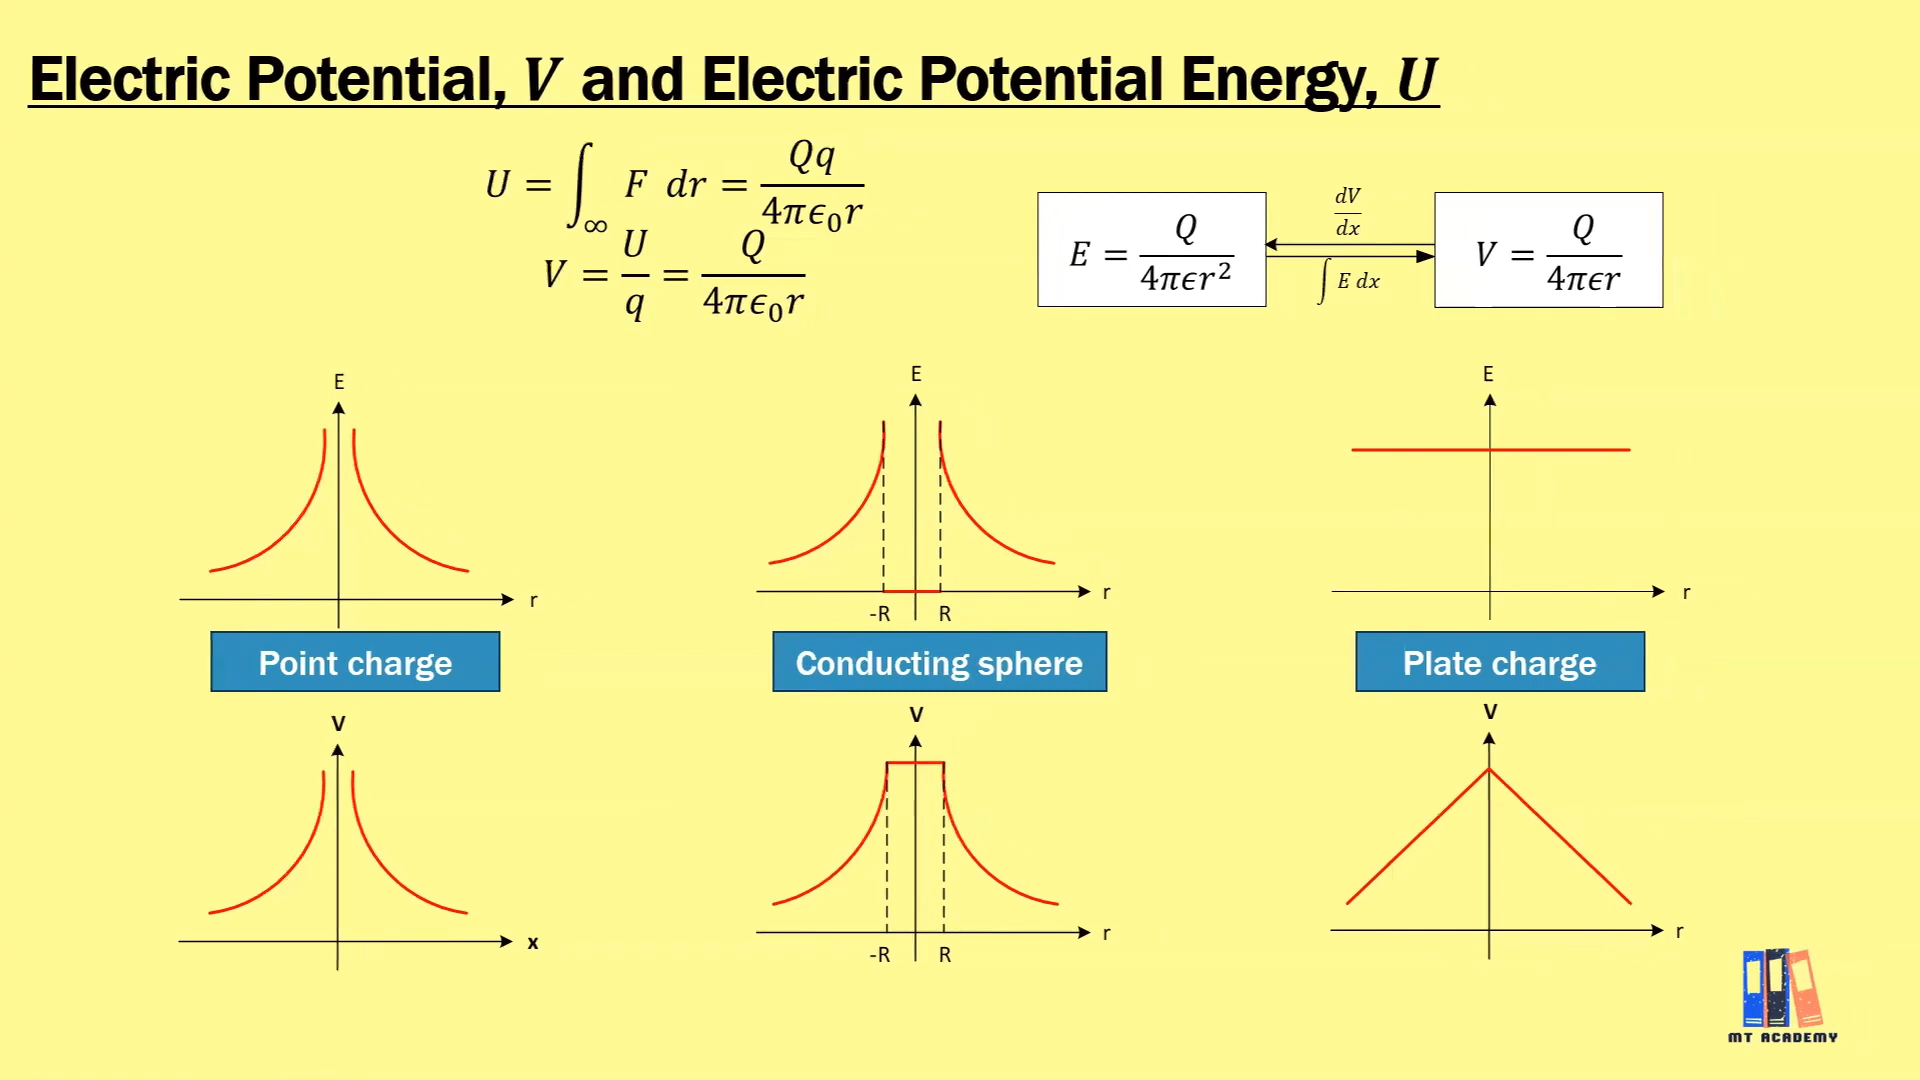 Electric Potential, V and Electric Potential Energy, U
U = ∫∞ F dr = Qq / 4πϵ₀r
V = U / q = Q / 4πϵ₀r
E = Q / 4πϵr²
dV / dx
∫ E dx
V = Q / 4πϵr
E
r
E
-R R r
E
r
Point charge
Conducting sphere
Plate charge
V
x
V
-R R r
V
r
MT ACADEMY